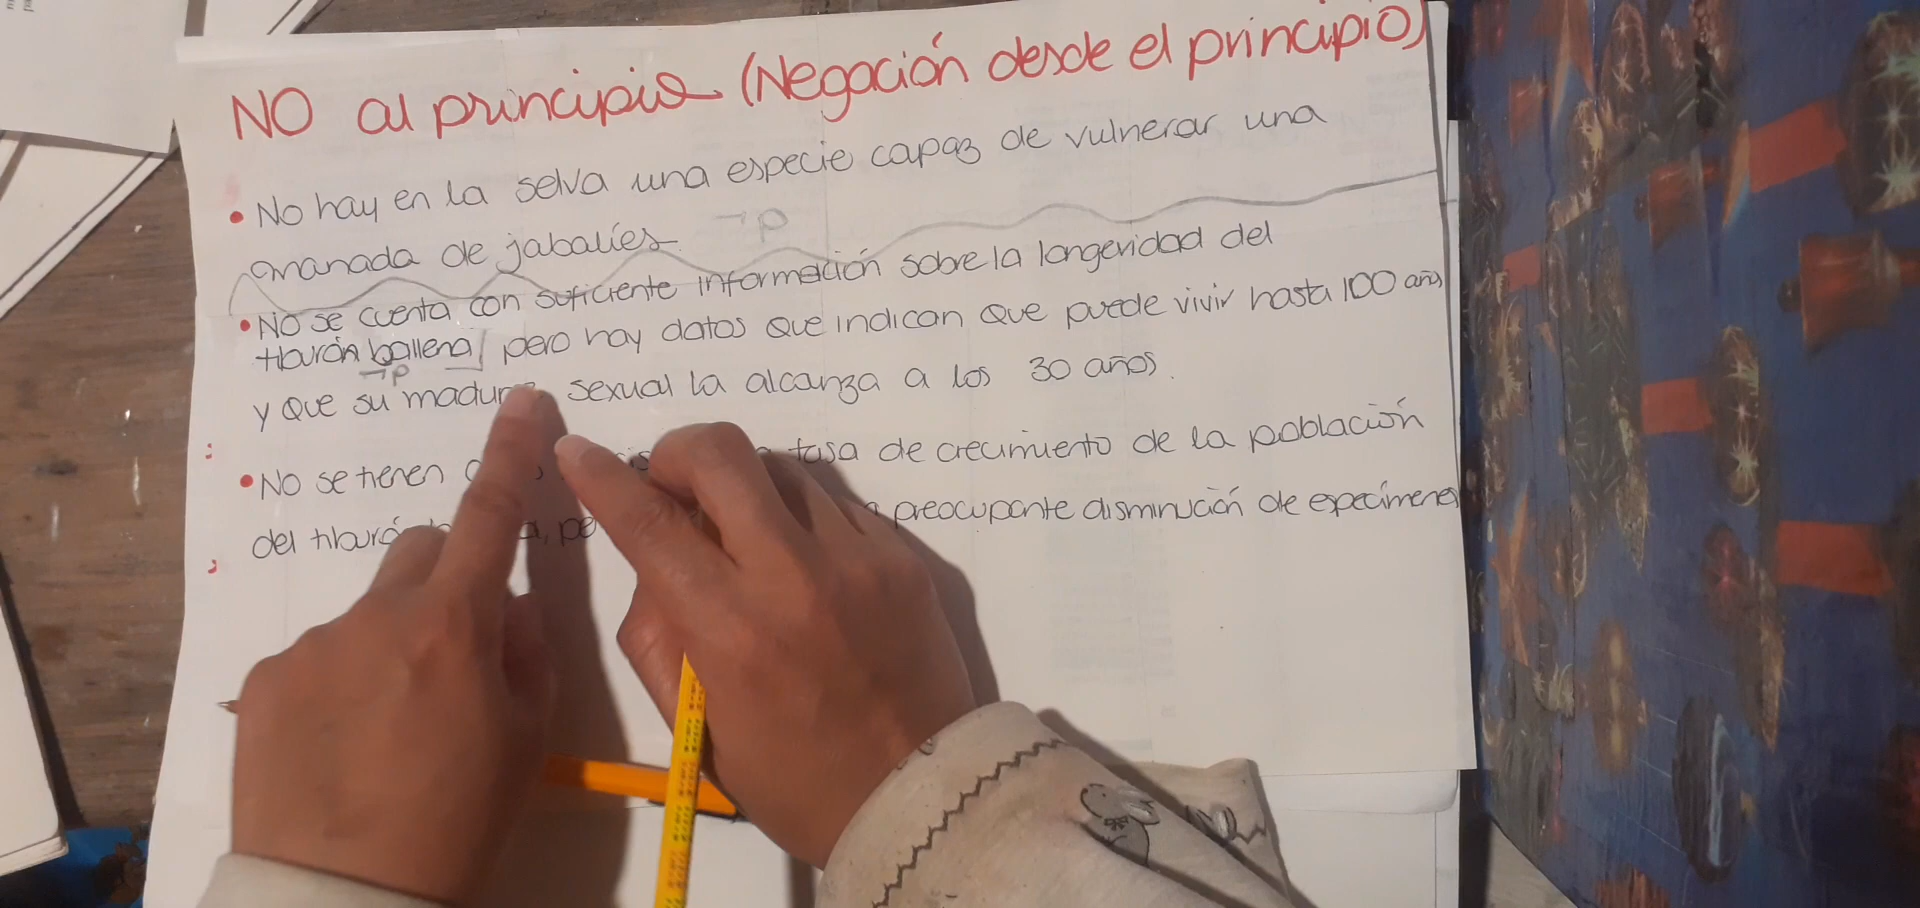 NO al principio (Negación desde el principio)
• No hay en la selva una especie capaz de vulnerar una
manada de jabalíes. ¬p
• No se cuenta con suficiente información sobre la longevidad del
tiburón ballena, pero hay datos que indican que puede vivir hasta 100 años
¬p
y que su madurez sexual la alcanza a los 30 años.
• No se tienen tasa de crecimiento de la población
del tiburón preocupante disminución de especímenes